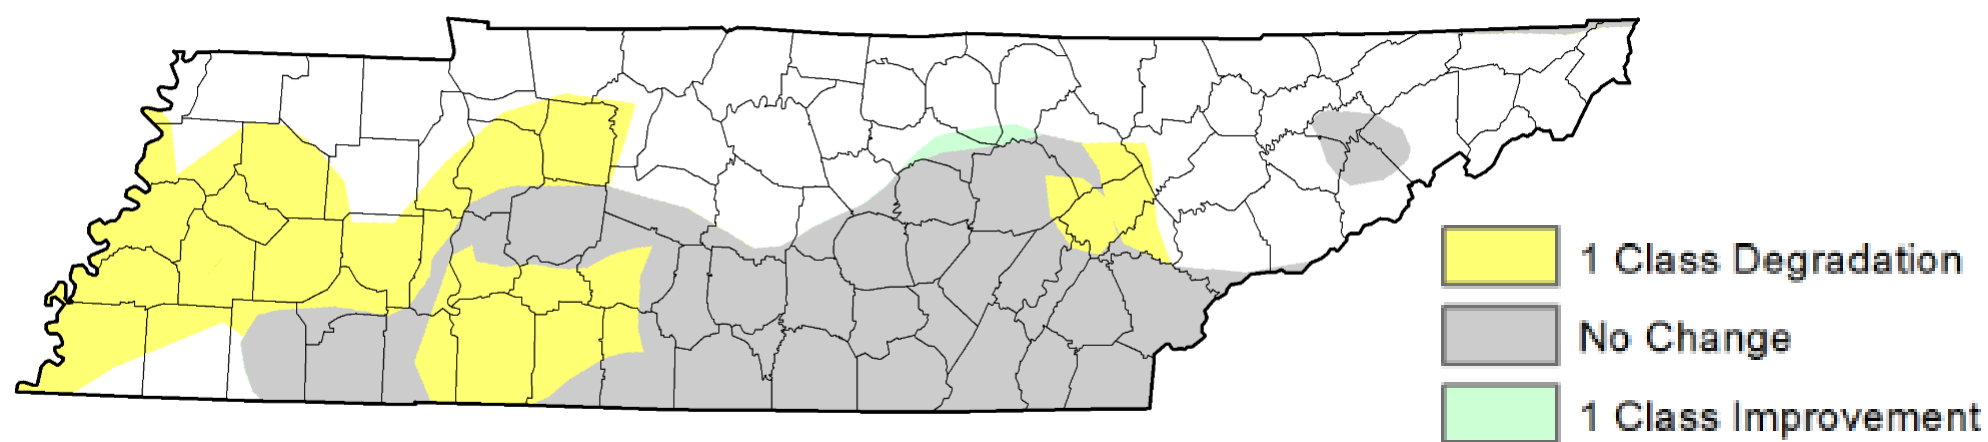 1 Class Degradation
No Change
1 Class Improvement